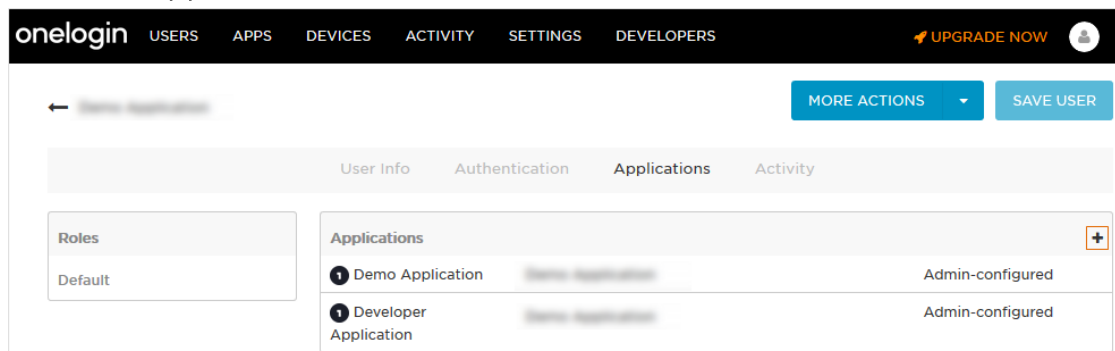 onelogin USERS APPS DEVICES ACTIVITY SETTINGS DEVELOPERS UPGRADE NOW
MORE ACTIONS SAVE USER
User Info Authentication Applications Activity
Roles
Default
Applications +
1 Demo Application Admin-configured
1 Developer Admin-configured
Application